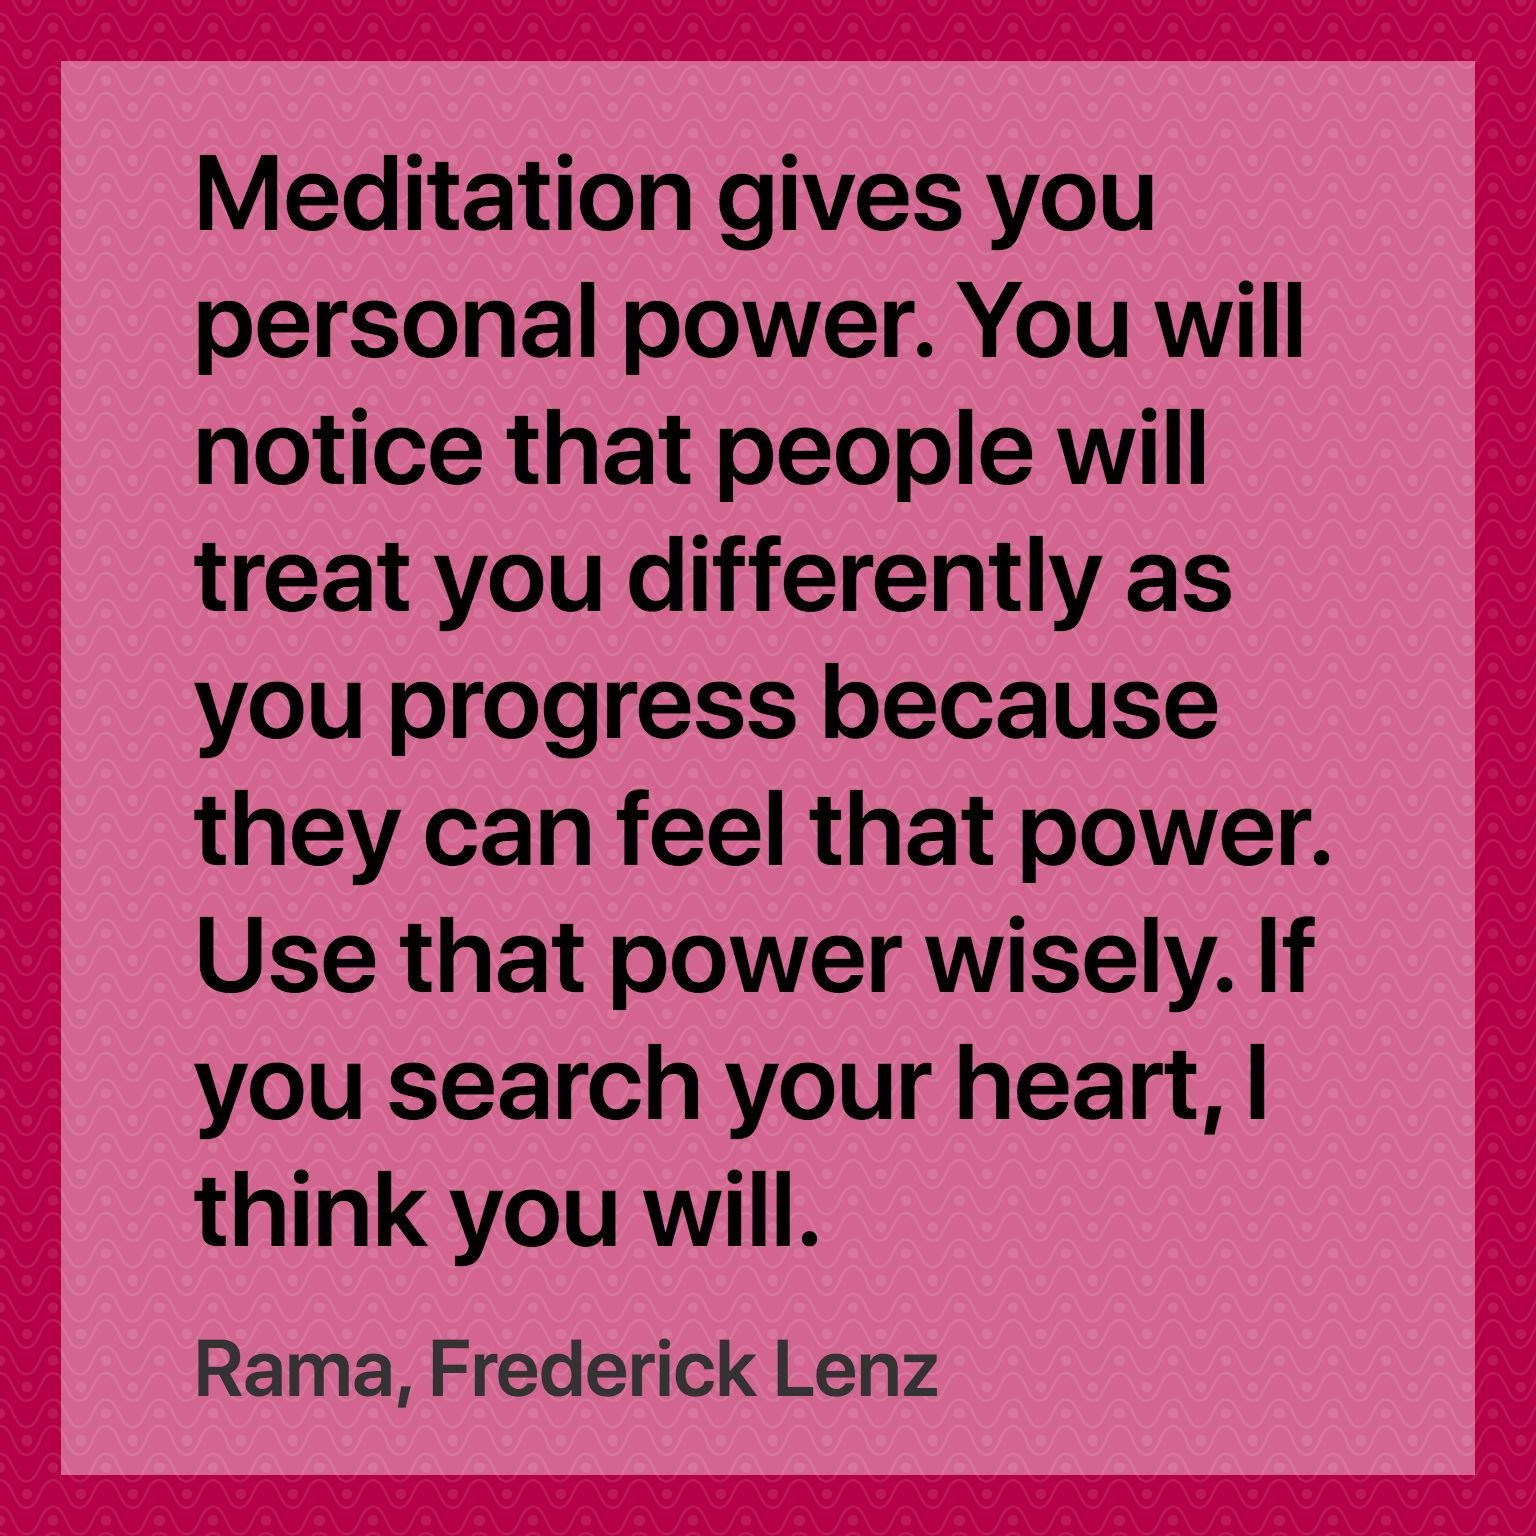 Meditation gives you
personal power. You will
notice that people will
treat you differently as
you progress because
they can feel that power.
Use that power wisely. If
you search your heart, I
think you will.
Rama, Frederick Lenz